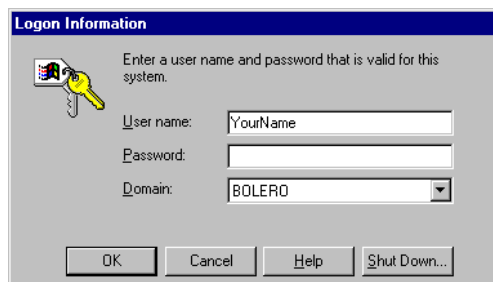 Logon Information
Enter a user name and password that is valid for this
system.
User name:
YourName
Password:
Domain:
BOLERO
OK
Cancel
Help
Shut Down...